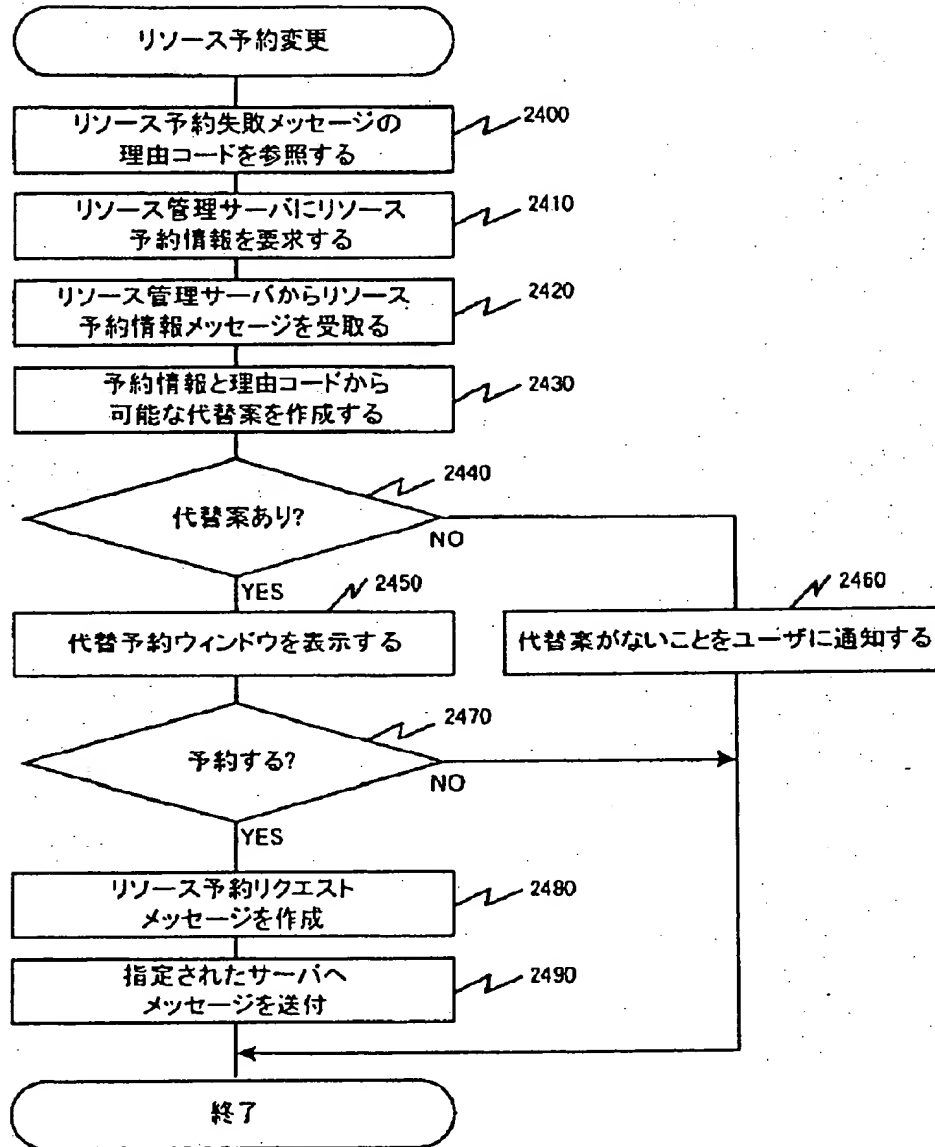 リソース予約変更
リソース予約失敗メッセージの
理由コードを参照する
2400
リソース管理サーバにリソース
予約情報を要求する
2410
リソース管理サーバからリソース
予約情報メッセージを受取る
2420
予約情報と理由コードから
可能な代替案を作成する
2430
代替案あり?
2440
NO
YES
2450
代替予約ウィンドウを表示する
2460
代替案がないことをユーザに通知する
2470
予約する?
NO
YES
リソース予約リクエスト
メッセージを作成
2480
指定されたサーバへ
メッセージを送付
2490
終了